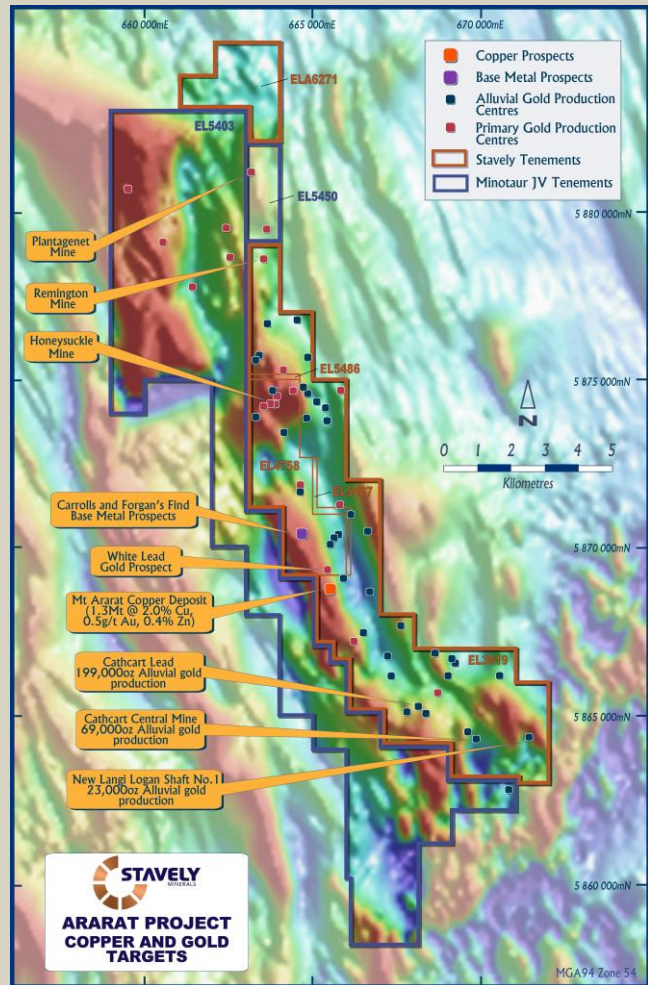 660 000mE
665 000mE
670 000mE
Copper Prospects
Base Metal Prospects
Alluvial Gold Production
Centres
Primary Gold Production
Centres
Stavely Tenements
Minotaur JV Tenements
ELA6271
EL5403
EL5450
5 880 000mN
Plantagenet
Mine
Remington
Mine
Honeysuckle
Mine
EL5486
5 875 000mN
N
0 1 2 3 4 5
Kilometres
Carrolls and Forgan's Find
Base Metal Prospects
5 870 000mN
White Lead
Gold Prospect
Mt Ararat Copper Deposit
(1.3Mt @ 2.0% Cu,
0.5g/t Au, 0.4% Zn)
Cathcart Lead
199,000oz Alluvial gold
production
5 865 000mN
Cathcart Central Mine
69,000oz Alluvial gold
production
New Langi Logan Shaft No.1
23,000oz Alluvial gold
production
5 860 000mN
STAVELY
MINERALS
ARARAT PROJECT
COPPER AND GOLD
TARGETS
MGA94 Zone 54